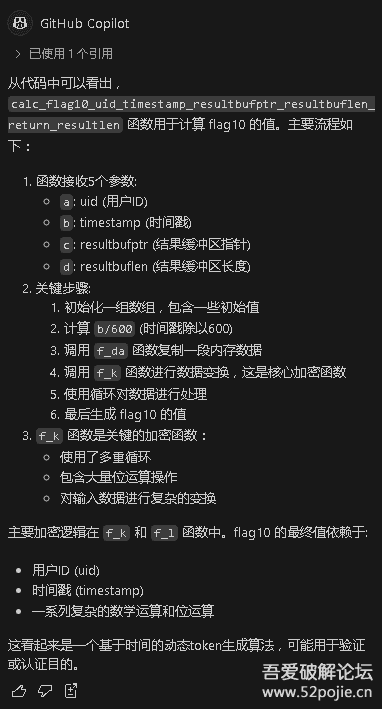 GitHub Copilot
已使用 1 个引用
从代码中可以看出，
calc_flag10_uid_timestamp_resultbufptr_resultbuflen_
return_resultlen 函数用于计算 flag10 的值。主要流程如
下：
1. 函数接收5个参数:
a: uid (用户ID)
b: timestamp (时间戳)
c: resultbufptr (结果缓冲区指针)
d: resultbuflen (结果缓冲区长度)
2. 关键步骤:
1. 初始化一组数组，包含一些初始值
2. 计算 b/600 (时间戳除以600)
3. 调用 f_da 函数复制一段内存数据
4. 调用 f_k 函数进行数据变换，这是核心加密函数
5. 使用循环对数据进行处理
6. 最后生成 flag10 的值
3. f_k 函数是关键的加密函数：
使用了多重循环
包含大量位运算操作
对输入数据进行复杂的变换
主要加密逻辑在 f_k 和 f_l 函数中。flag10 的最终值依赖于:
用户ID (uid)
时间戳 (timestamp)
一系列复杂的数学运算和位运算
这看起来是一个基于时间的动态token生成算法，可能用于验证
或认证目的。
吾爱破解论坛
www.52pojie.cn